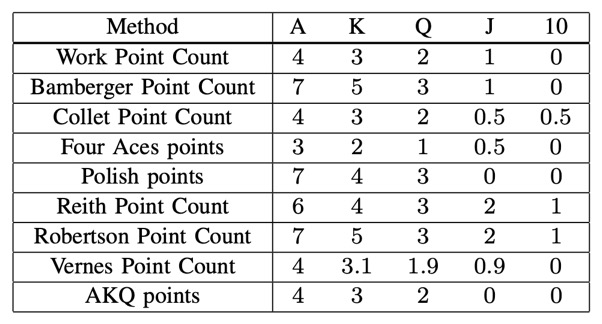 Method A K Q J 10
Work Point Count 4 3 2 1 0
Bamberger Point Count 7 5 3 1 0
Collet Point Count 4 3 2 0.5 0.5
Four Aces points 3 2 1 0.5 0
Polish points 7 4 3 0 0
Reith Point Count 6 4 3 2 1
Robertson Point Count 7 5 3 2 1
Vernes Point Count 4 3.1 1.9 0.9 0
AKQ points 4 3 2 0 0